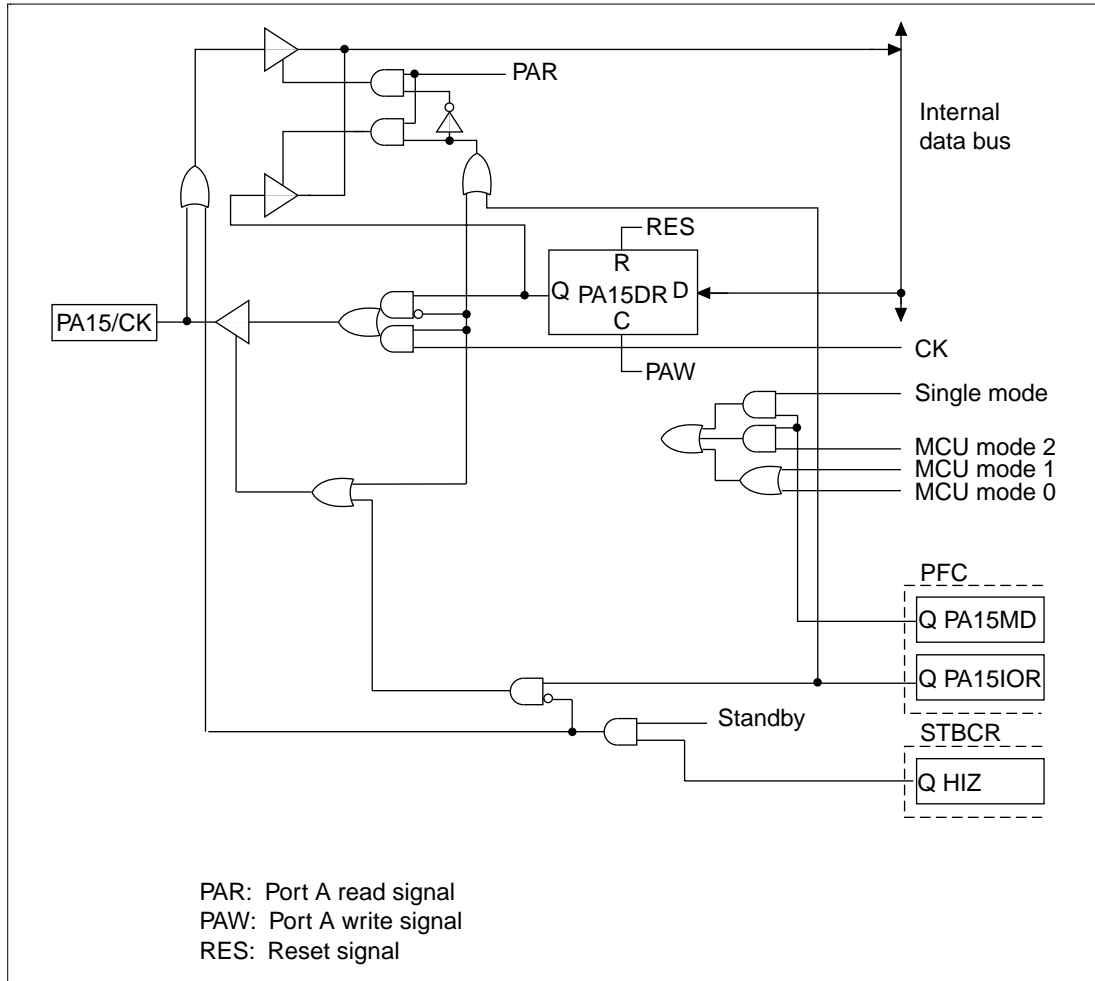 PAR
Internal
data bus
RES
R
Q PA15DR D
C
PA15/CK
PAW
CK
Single mode
MCU mode 2
MCU mode 1
MCU mode 0
PFC
Q PA15MD
Q PA15IOR
Standby
STBCR
Q HIZ
PAR: Port A read signal
PAW: Port A write signal
RES: Reset signal